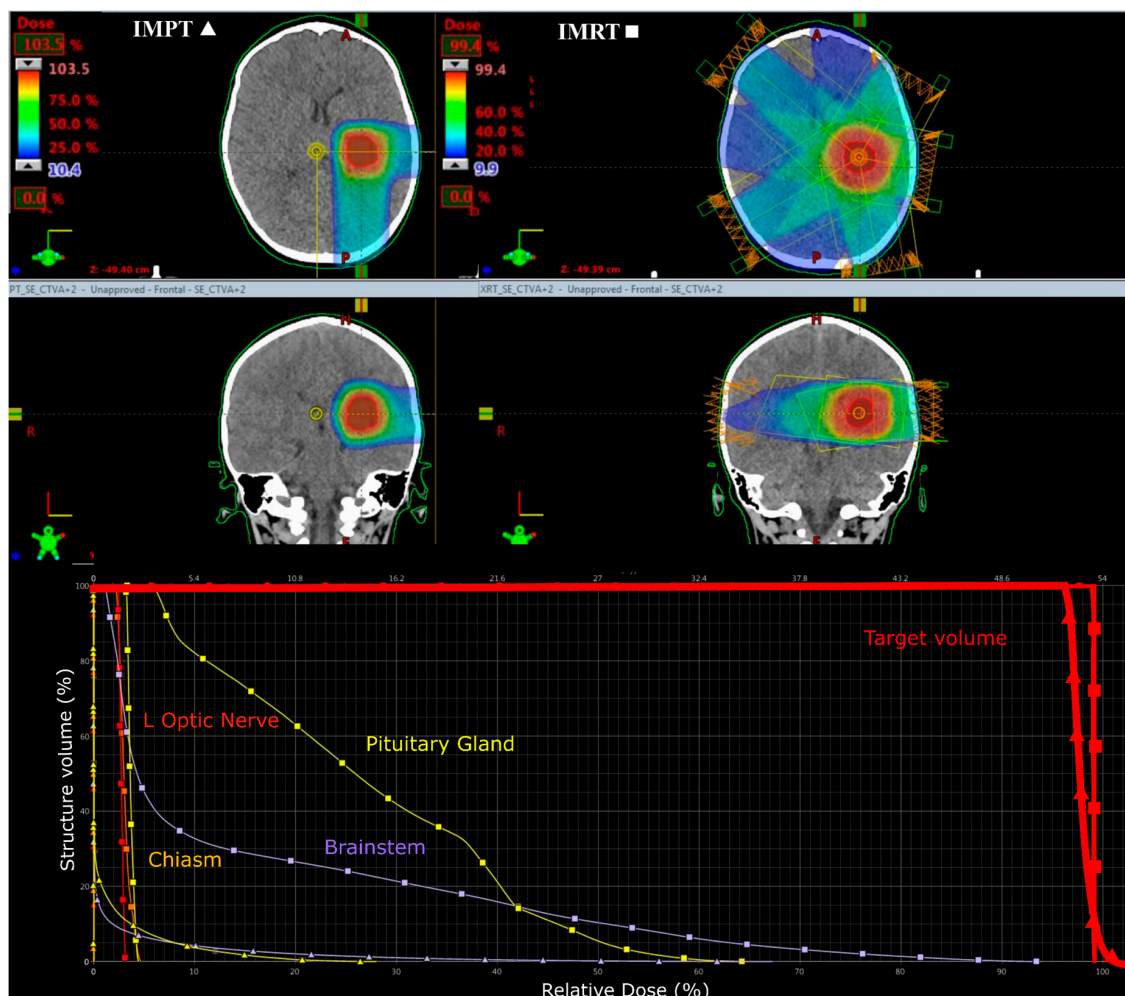 Dose
103.5 %
103.5
75.0 %
50.0 %
25.0 %
10.4
0.0 %
IMPT
A
P
Z: -49.40 cm
Dose
99.4 %
99.4
60.0 %
40.0 %
20.0 %
9.9
0.0 %
IMRT
A
P
Z: -49.39 cm
PT_SE_CTVA+2 - Unapproved - Frontal - SE_CTVA+2
XRT_SE_CTVA+2 - Unapproved - Frontal - SE_CTVA+2
H
R
H
R
0 5.4 10.8 16.2 21.6 27 32.4 37.8 43.2 48.6 54
100
80
60
40
20
0
Structure volume (%)
Target volume
L Optic Nerve
Pituitary Gland
Chiasm
Brainstem
0 10 20 30 40 50 60 70 80 90 100
Relative Dose (%)